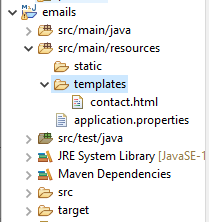 emails
src/main/java
src/main/resources
static
templates
contact.html
application.properties
src/test/java
JRE System Library [JavaSE-1
Maven Dependencies
src
target